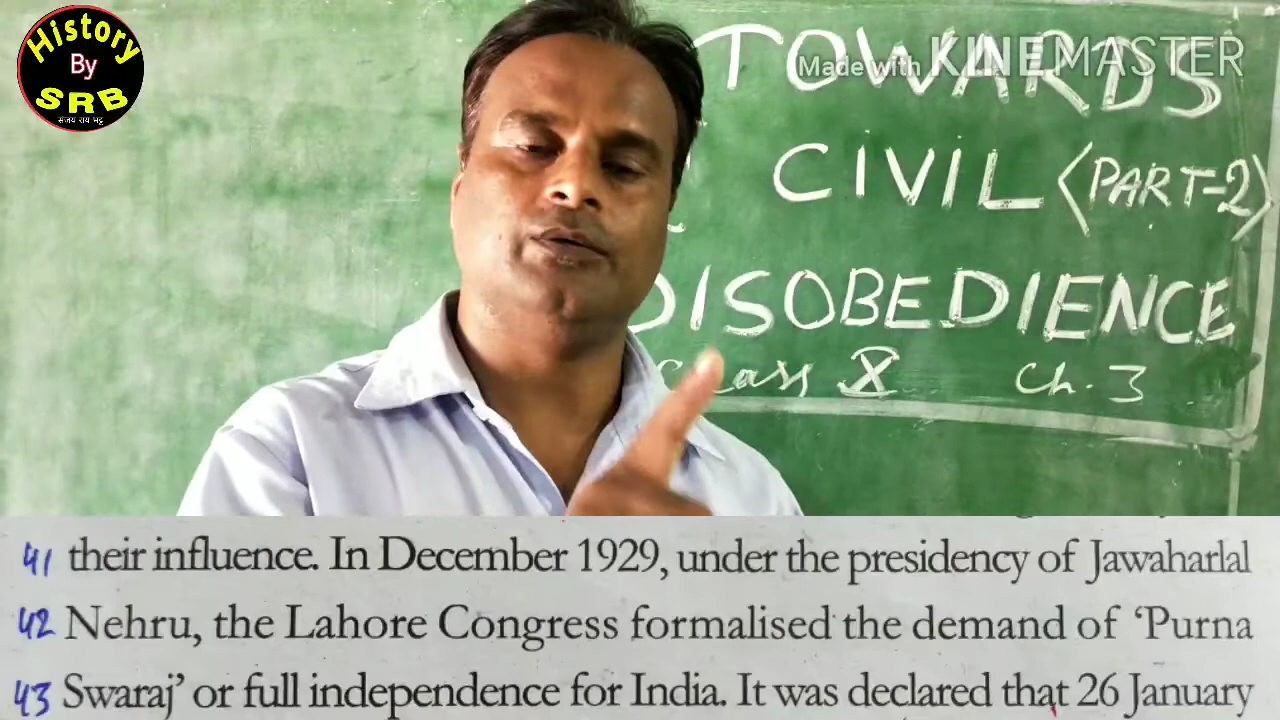 History
By
SRB
संजय राय भट्ट
Made with KINEMASTER
TOWARDS
CIVIL <PART-2>
DISOBEDIENCE
Class X Ch. 3
41 their influence. In December 1929, under the presidency of Jawaharlal
42 Nehru, the Lahore Congress formalised the demand of ‘Purna
43 Swaraj’ or full independence for India. It was declared that 26 January